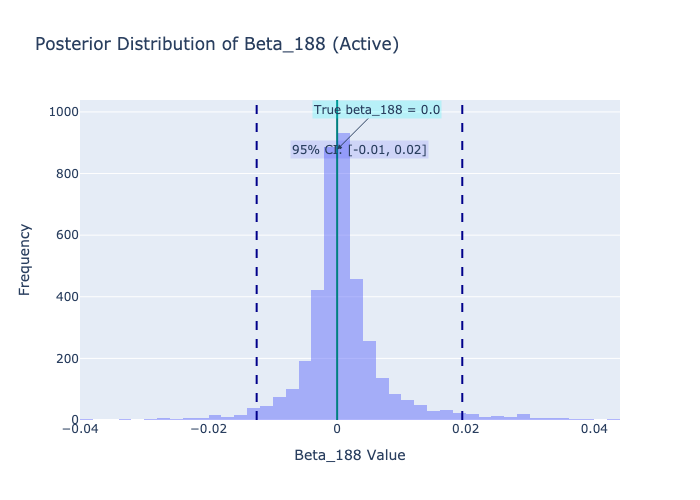 Posterior Distribution of Beta_188 (Active)
True beta_188 = 0.0
95% CI: [-0.01, 0.02]
1000
800
600
400
200
0
Frequency
−0.04
−0.02
0
0.02
0.04
Beta_188 Value